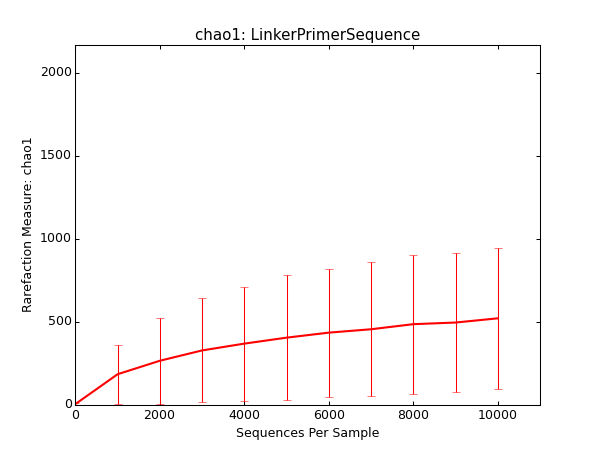 chao1: LinkerPrimerSequence
2000
1500
1000
500
0
Rarefaction Measure: chao1
0 2000 4000 6000 8000 10000
Sequences Per Sample